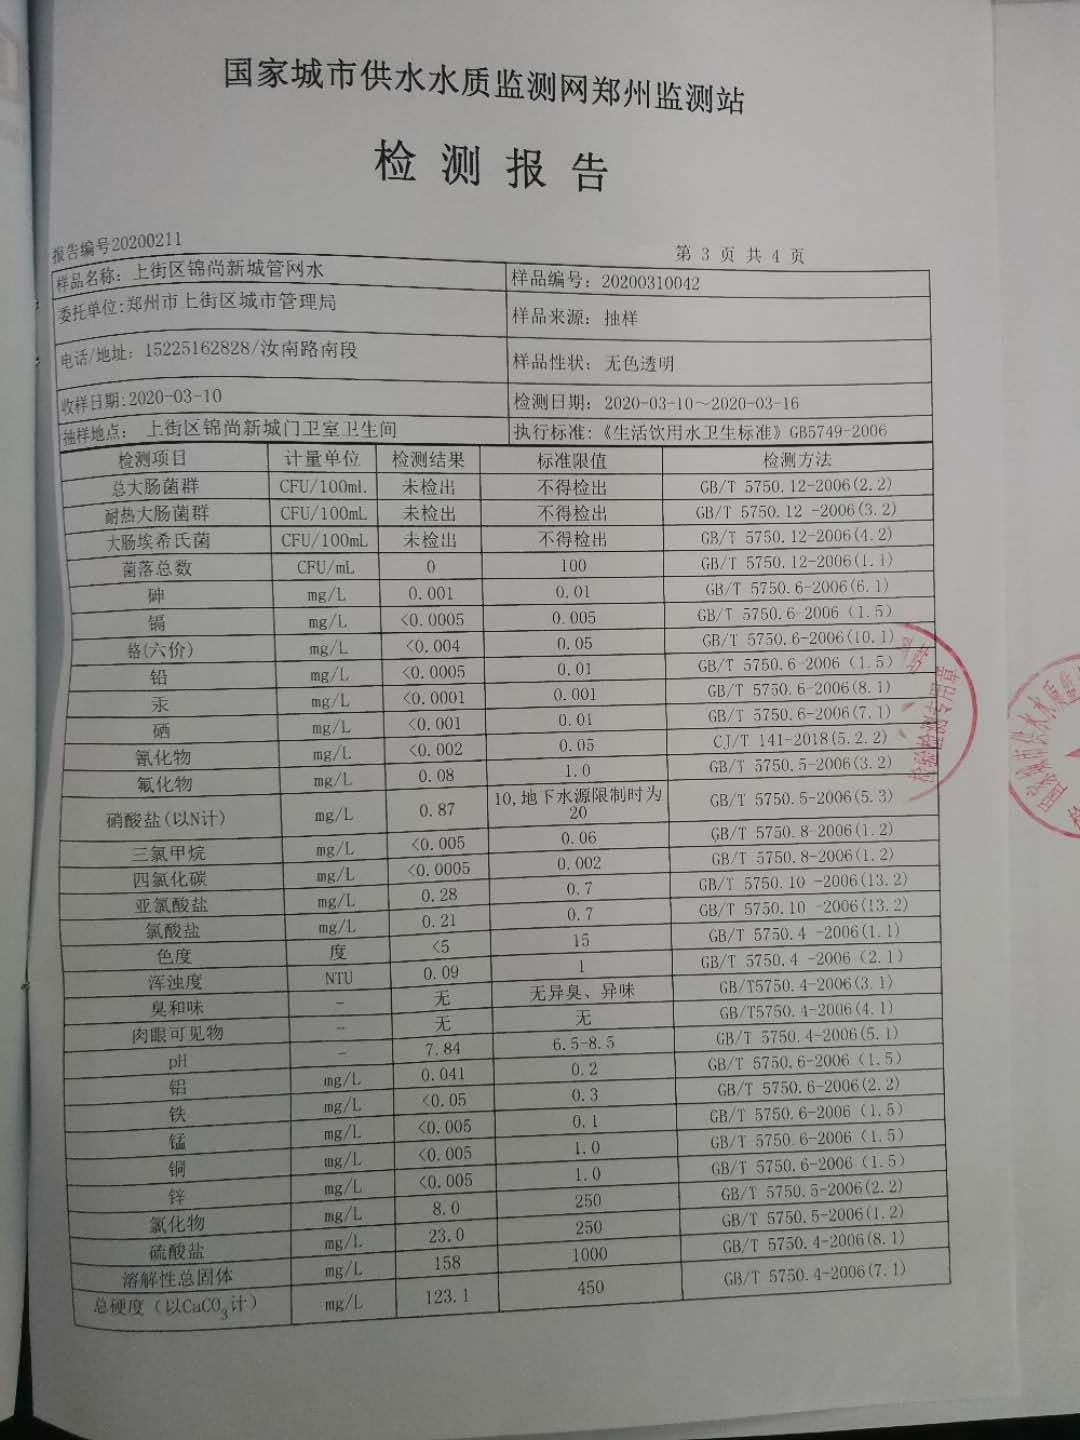 国家城市供水水质监测网郑州监测站
检测报告
报告编号20200211
第 3 页 共 4 页
样品名称：上街区锦尚新城管网水 样品编号：20200310042
委托单位:郑州市上街区城市管理局 样品来源：抽样
电话/地址：15225162828/汝南路南段 样品性状：无色透明
收样日期:2020-03-10 检测日期：2020-03-10～2020-03-16
抽样地点： 上街区锦尚新城门卫室卫生间 执行标准:《生活饮用水卫生标准》GB5749-2006
检测项目 计量单位 检测结果 标准限值 检测方法
总大肠菌群 CFU/100mL 未检出 不得检出 GB/T 5750.12-2006(2.2)
耐热大肠菌群 CFU/100mL 未检出 不得检出 GB/T 5750.12 -2006(3.2)
大肠埃希氏菌 CFU/100mL 未检出 不得检出 GB/T 5750.12-2006(4.2)
菌落总数 CFU/mL 0 100 GB/T 5750.12-2006(1.1)
砷 mg/L 0.001 0.01 GB/T 5750.6-2006(6.1)
镉 mg/L <0.0005 0.005 GB/T 5750.6-2006（1.5）
铬(六价) mg/L <0.004 0.05 GB/T 5750.6-2006(10.1)
铅 mg/L <0.0005 0.01 GB/T 5750.6-2006（1.5）
汞 mg/L <0.0001 0.001 GB/T 5750.6-2006(8.1)
硒 mg/L <0.001 0.01 GB/T 5750.6-2006(7.1)
氰化物 mg/L <0.002 0.05 CJ/T 141-2018(5.2.2)
氟化物 mg/L 0.08 1.0 GB/T 5750.5-2006(3.2)
硝酸盐(以N计) mg/L 0.87 10,地下水源限制时为20 GB/T 5750.5-2006(5.3)
三氯甲烷 mg/L <0.005 0.06 GB/T 5750.8-2006(1.2)
四氯化碳 mg/L <0.0005 0.002 GB/T 5750.8-2006(1.2)
亚氯酸盐 mg/L 0.28 0.7 GB/T 5750.10 -2006(13.2)
氯酸盐 mg/L 0.21 0.7 GB/T 5750.10 -2006(13.2)
色度 度 <5 15 GB/T 5750.4 -2006(1.1)
浑浊度 NTU 0.09 1 GB/T 5750.4 -2006（2.1）
臭和味 - 无 无异臭、异味 GB/T5750.4-2006(3.1)
肉眼可见物 - 无 无 GB/T5750.4-2006(4.1)
pH - 7.84 6.5-8.5 GB/T 5750.4-2006(5.1)
铝 mg/L 0.041 0.2 GB/T 5750.6-2006（1.5）
铁 mg/L <0.05 0.3 GB/T 5750.6-2006(2.2)
锰 mg/L <0.005 0.1 GB/T 5750.6-2006（1.5）
铜 mg/L <0.005 1.0 GB/T 5750.6-2006（1.5）
锌 mg/L <0.005 1.0 GB/T 5750.6-2006（1.5）
氯化物 mg/L 8.0 250 GB/T 5750.5-2006(2.2)
硫酸盐 mg/L 23.0 250 GB/T 5750.5-2006(1.2)
溶解性总固体 mg/L 158 1000 GB/T 5750.4-2006(8.1)
总硬度（以CaCO₃计） mg/L 123.1 450 GB/T 5750.4-2006(7.1)
检验检测专用章
国家城市供水水质监